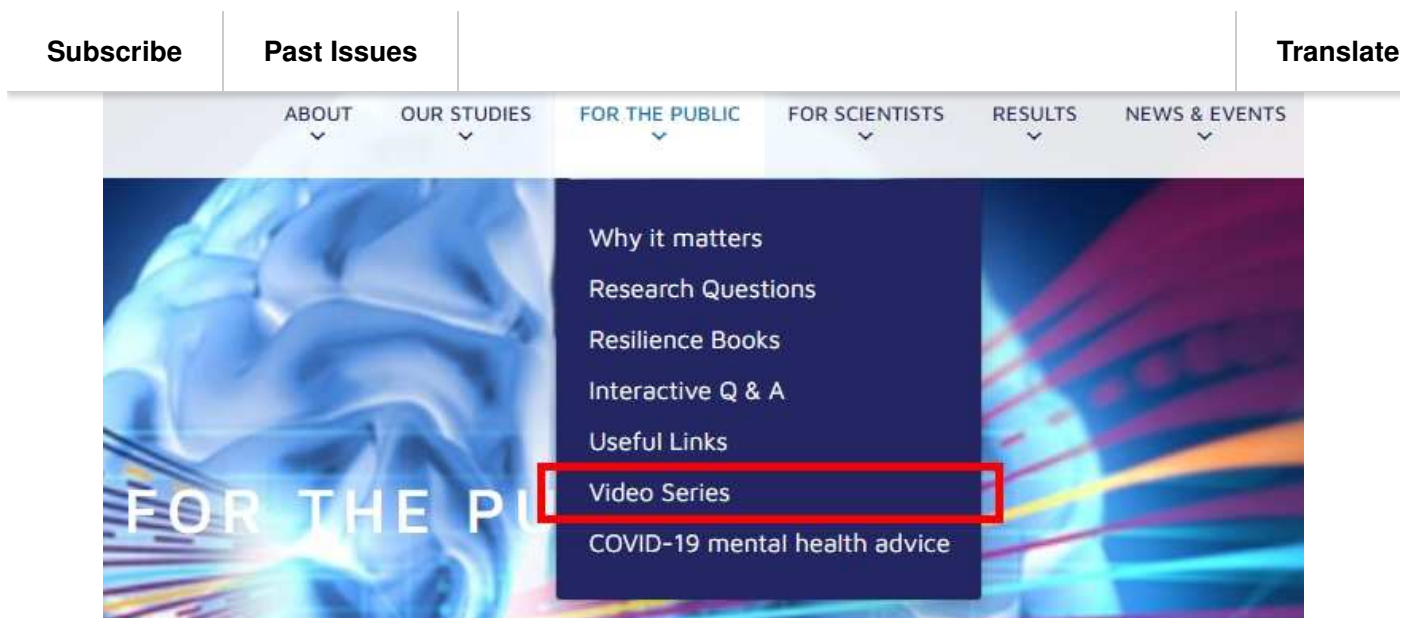 Subscribe Past Issues Translate
ABOUT OUR STUDIES FOR THE PUBLIC FOR SCIENTISTS RESULTS NEWS & EVENTS
Why it matters
Research Questions
Resilience Books
Interactive Q & A
Useful Links
Video Series
FOR THE PU
COVID-19 mental health advice